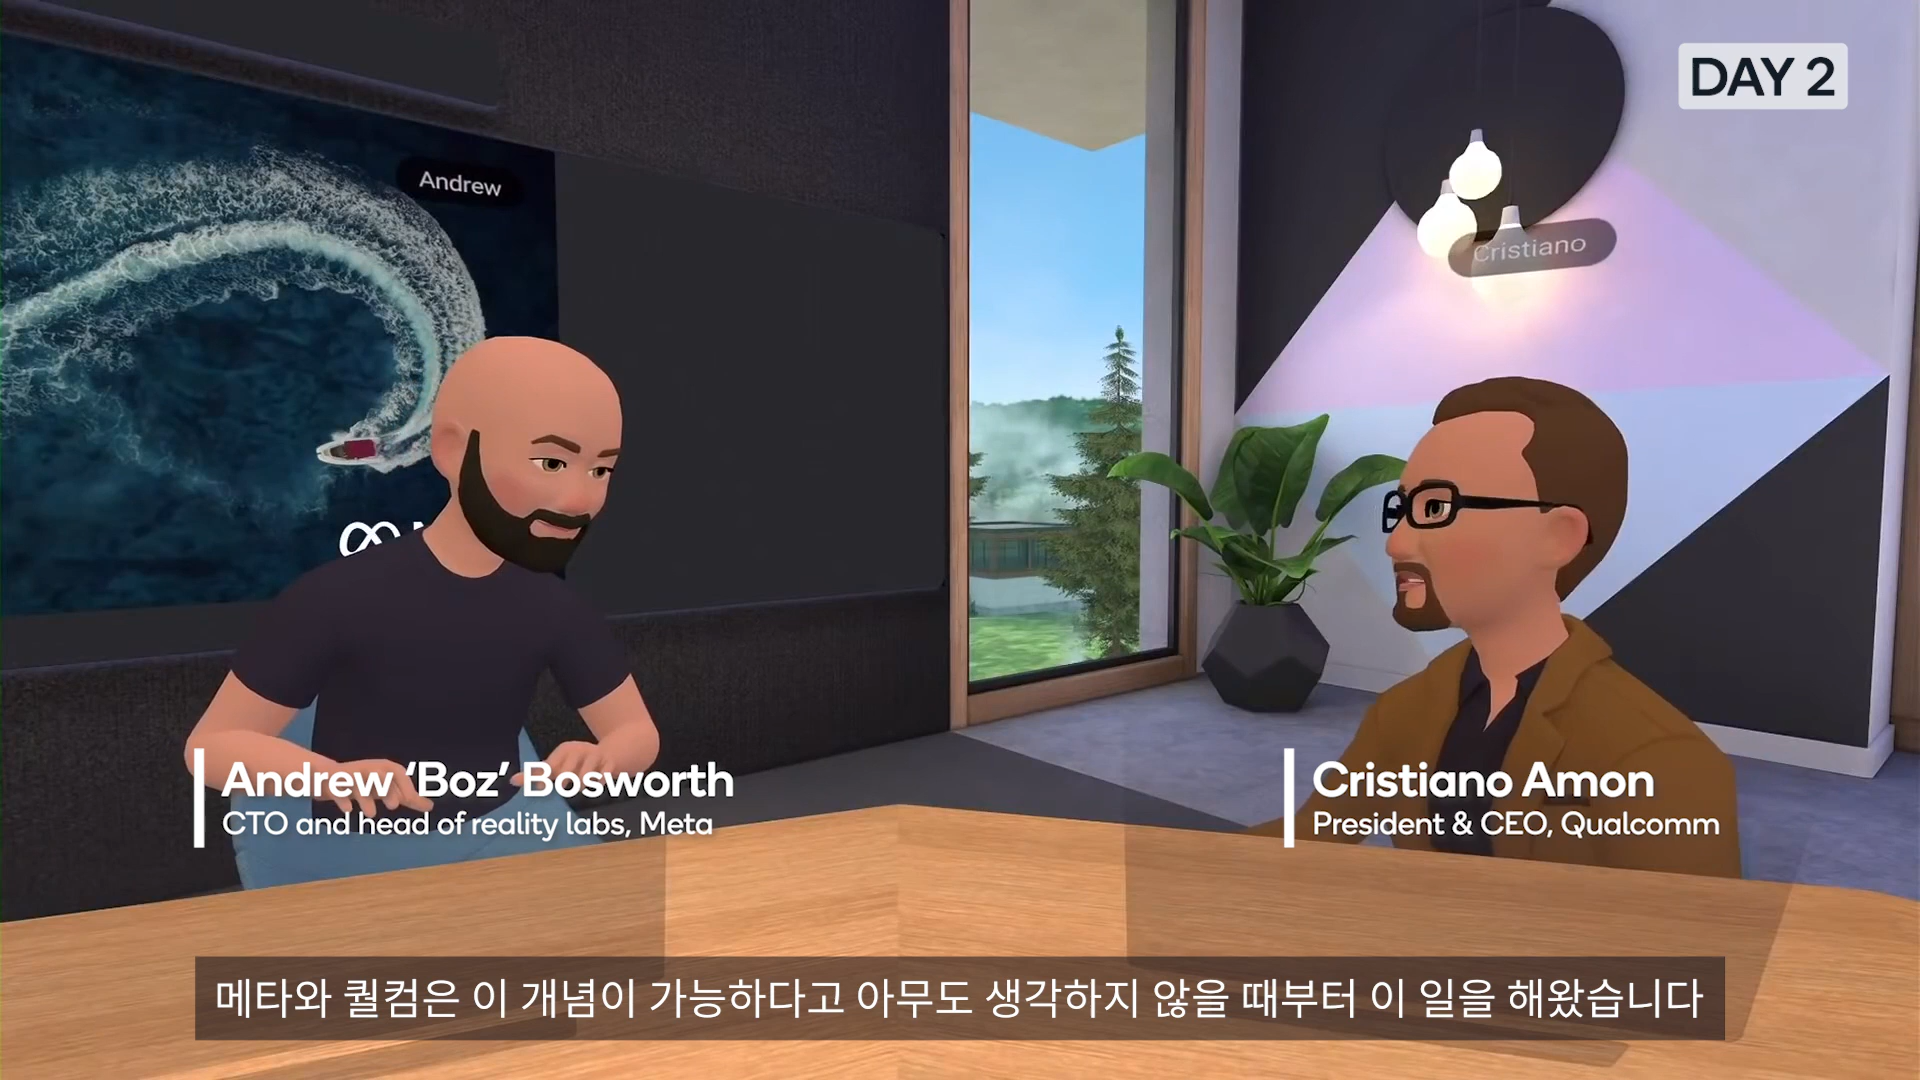 DAY 2
Andrew
Cristiano
Andrew ‘Boz’ Bosworth
CTO and head of reality labs, Meta
Cristiano Amon
President & CEO, Qualcomm
메타와 퀄컴은 이 개념이 가능하다고 아무도 생각하지 않을 때부터 이 일을 해왔습니다